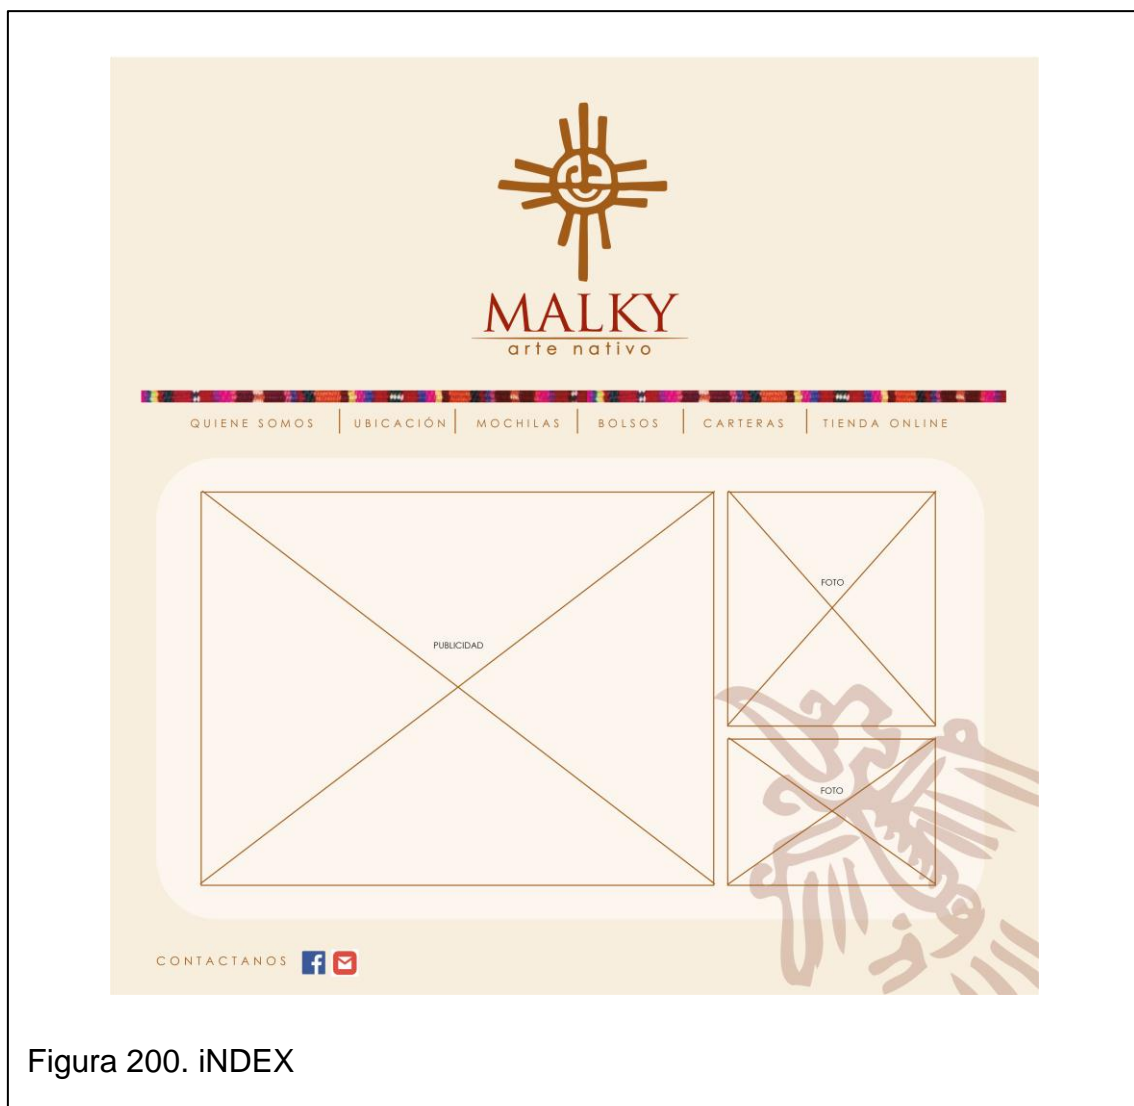 MALKY
arte nativo
QUIENE SOMOS UBICACIÓN MOCHILAS BOLSOS CARTERAS TIENDA ONLINE
FOTO
PUBLICIDAD
FOTO
CONTACTANOS
Figura 200. iNDEX